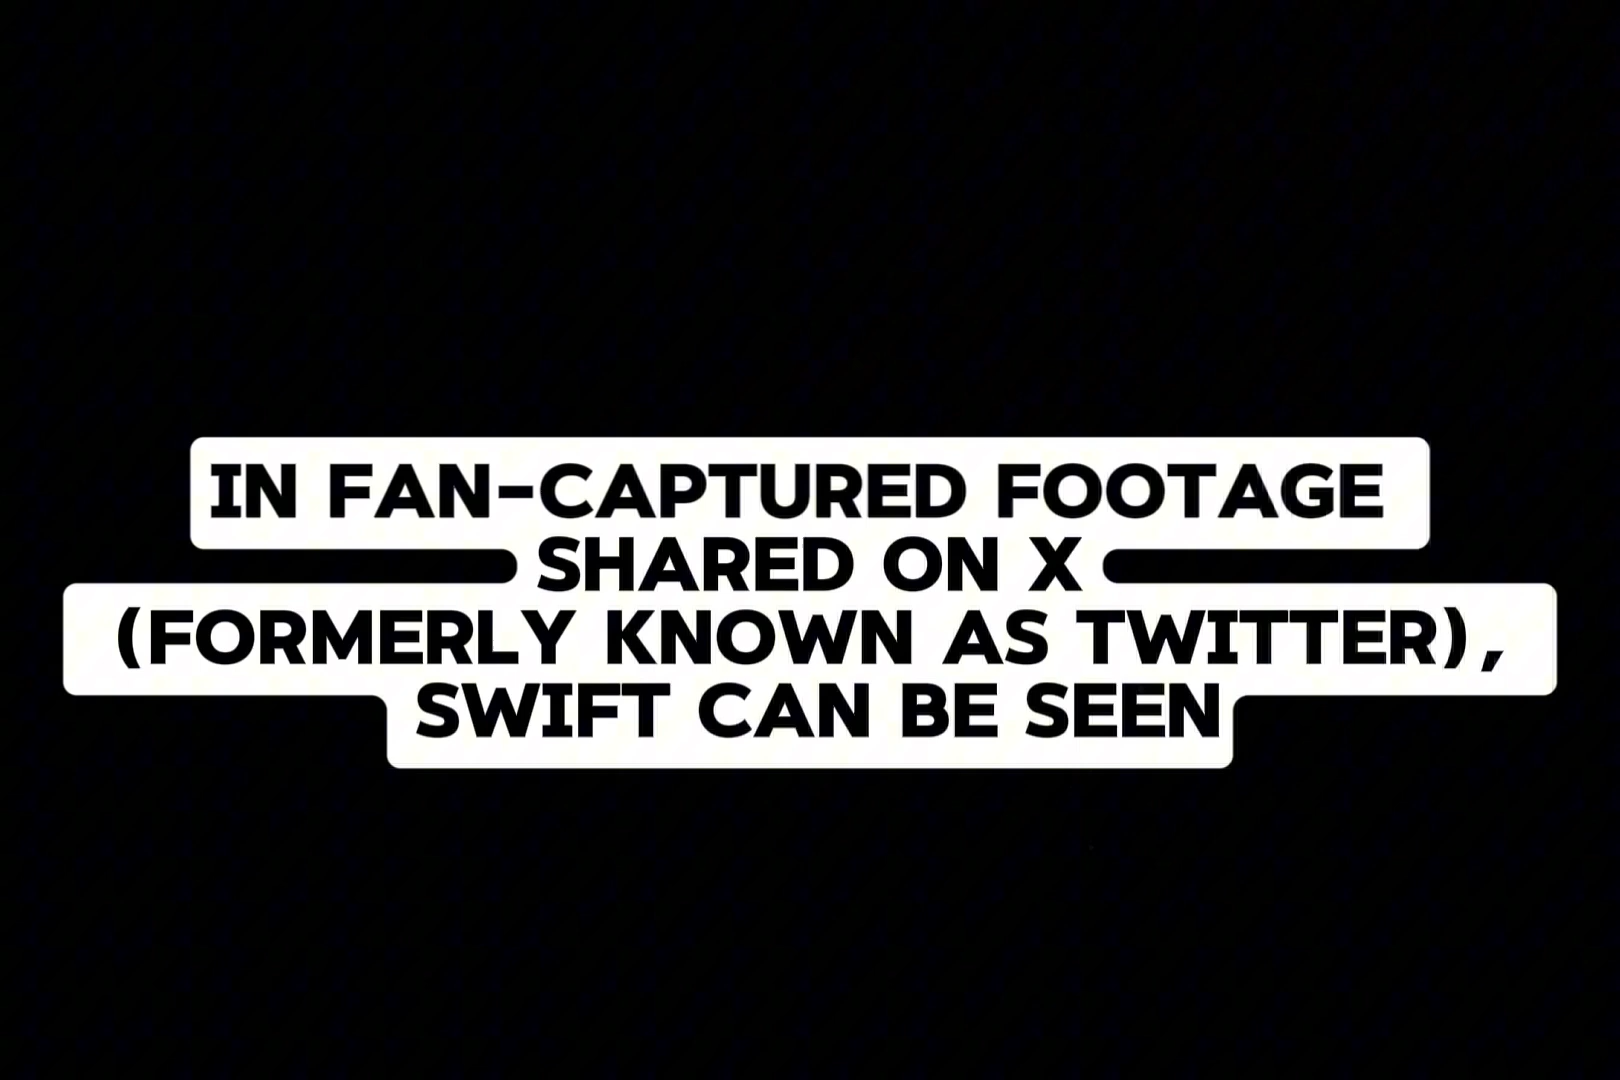 IN FAN-CAPTURED FOOTAGE
SHARED ON X
(FORMERLY KNOWN AS TWITTER),
SWIFT CAN BE SEEN